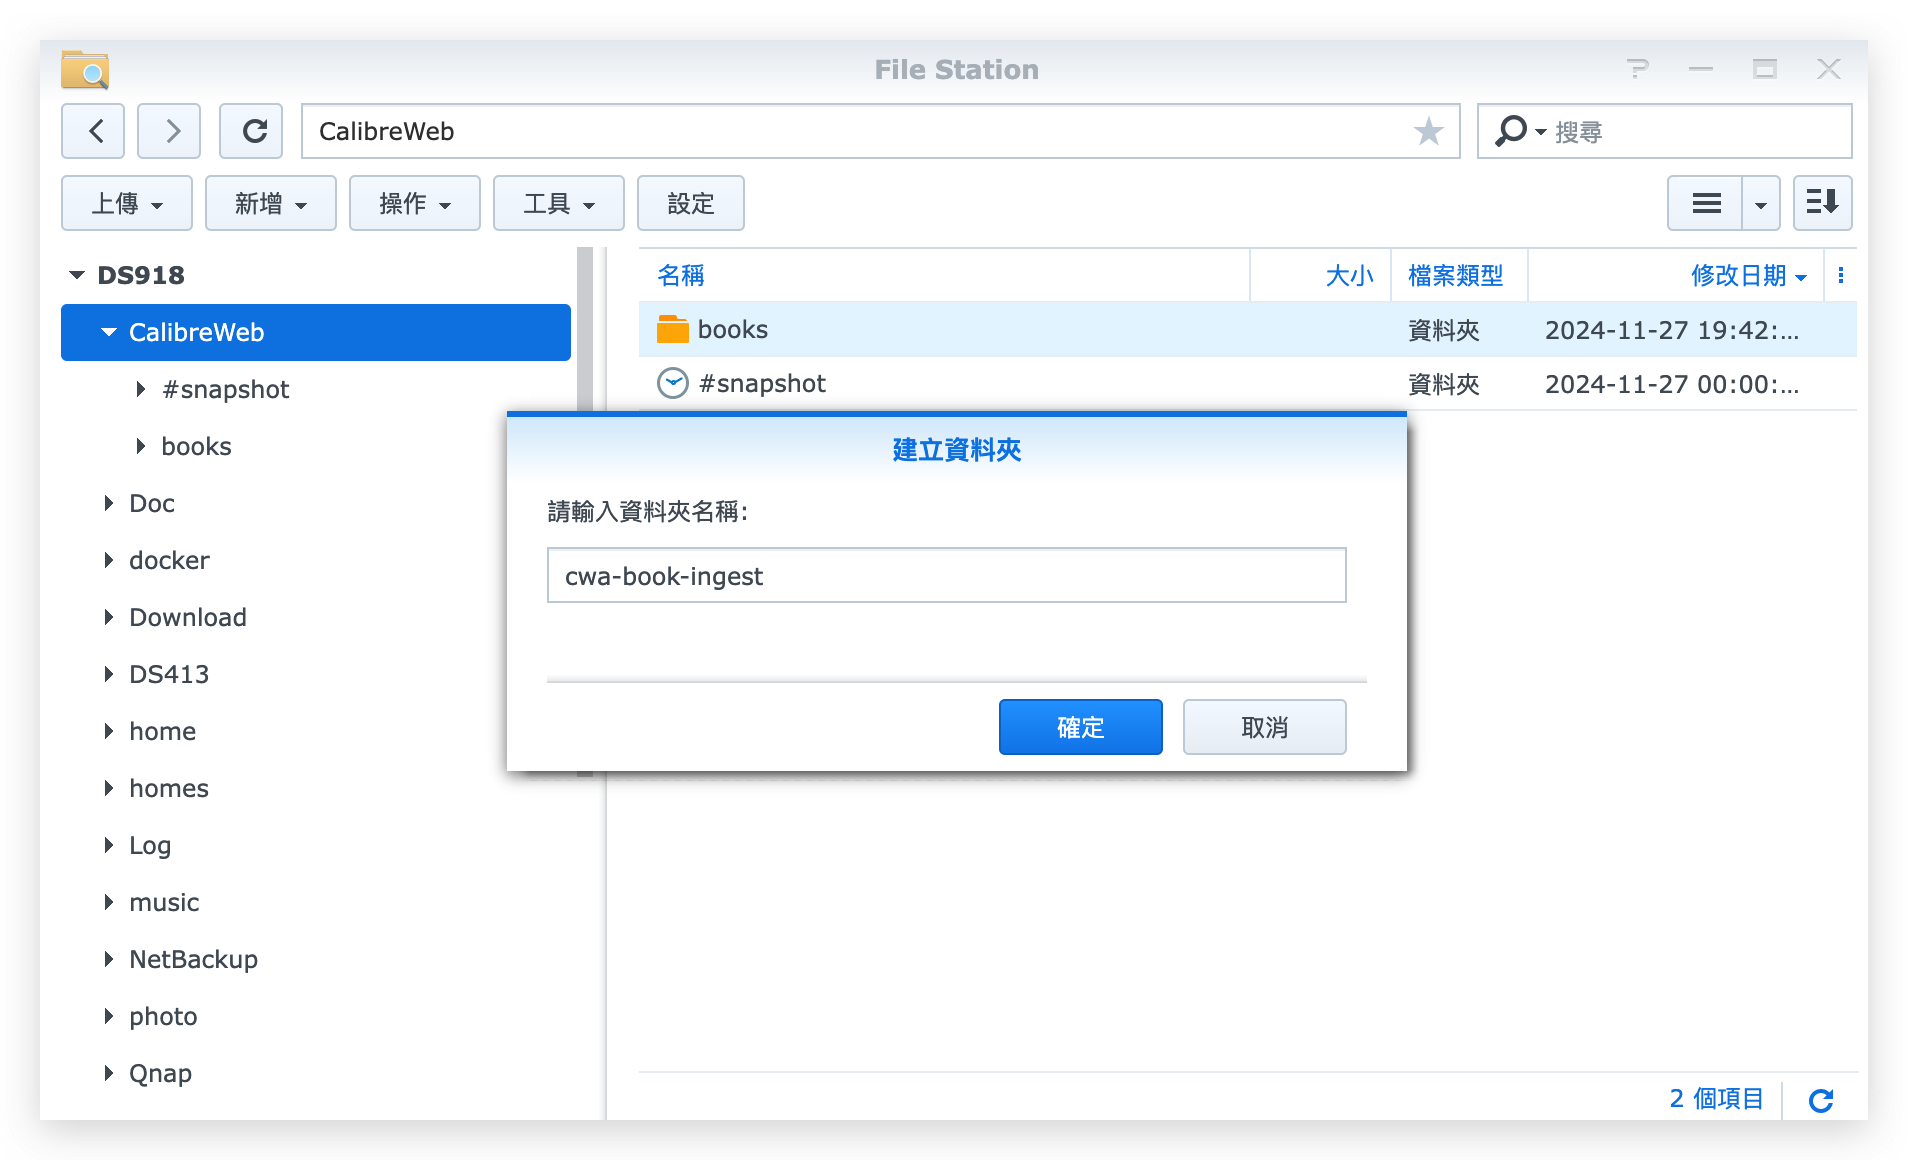 File Station
CalibreWeb
搜尋
上傳 新增 操作 工具 設定
DS918
CalibreWeb
#snapshot
books
Doc
docker
Download
DS413
home
homes
Log
music
NetBackup
photo
Qnap
名稱 大小 檔案類型 修改日期
books 資料夾 2024-11-27 19:42:...
#snapshot 資料夾 2024-11-27 00:00:...
建立資料夾
請輸入資料夾名稱:
cwa-book-ingest
確定 取消
2 個項目